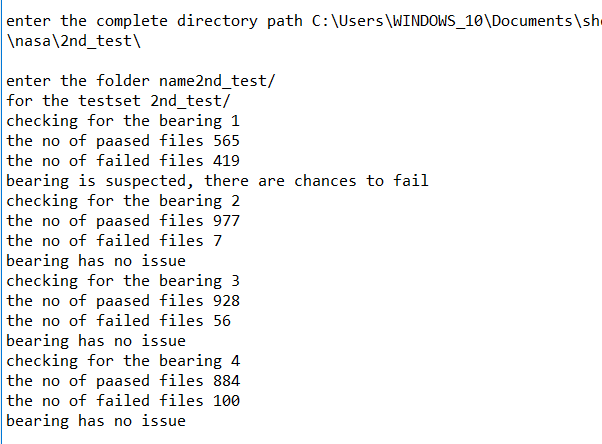 enter the complete directory path C:\Users\WINDOWS_10\Documents\sh
\nasa\2nd_test\
enter the folder name2nd_test/
for the testset 2nd_test/
checking for the bearing 1
the no of paased files 565
the no of failed files 419
bearing is suspected, there are chances to fail
checking for the bearing 2
the no of paased files 977
the no of failed files 7
bearing has no issue
checking for the bearing 3
the no of paased files 928
the no of failed files 56
bearing has no issue
checking for the bearing 4
the no of paased files 884
the no of failed files 100
bearing has no issue